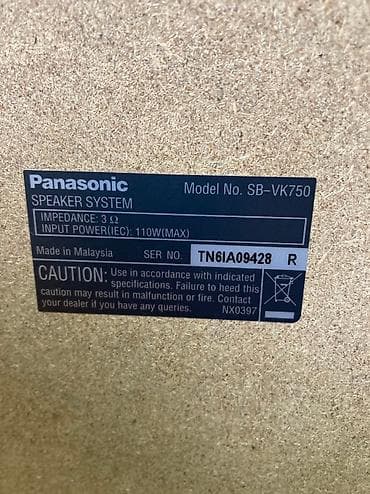 Panasonic Model No. SB-VK750
SPEAKER SYSTEM
IMPEDANCE: 3 Ω
INPUT POWER(IEC): 110W(MAX)
Made in Malaysia SER NO. TN6IA09428 R
CAUTION: Use in accordance with indicated
specifications. Failure to heed this
caution may result in malfunction or fire. Contact
your dealer if you have any queries. NX0397